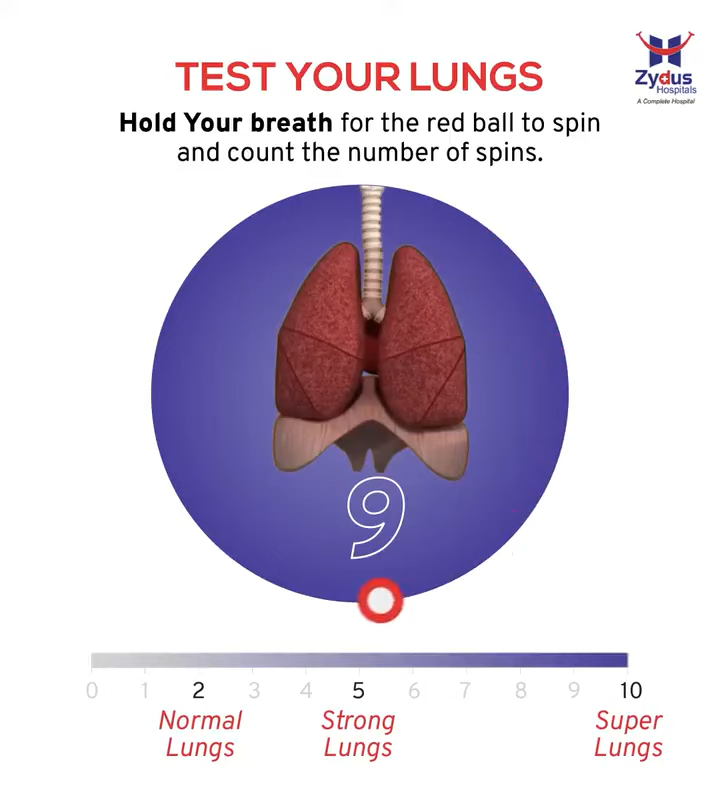 TEST YOUR LUNGS
Zydus
Hospitals
A Complete Hospital
Hold Your breath for the red ball to spin
and count the number of spins.
9
0 1 2 3 4 5 6 7 8 9 10
Normal Strong Super
Lungs Lungs Lungs